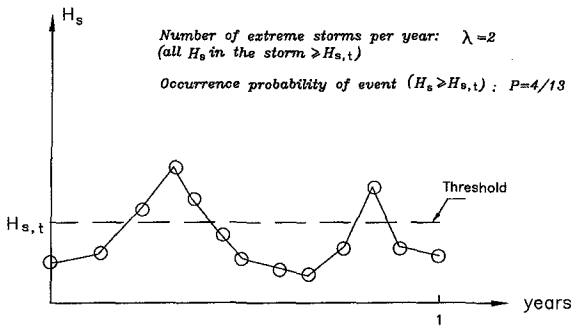 Hs
Number of extreme storms per year: λ=2
(all Hs in the storm ⩾Hs,t)
Occurrence probability of event (Hs⩾Hs,t) : P=4/13
Threshold
Hs,t
years
1